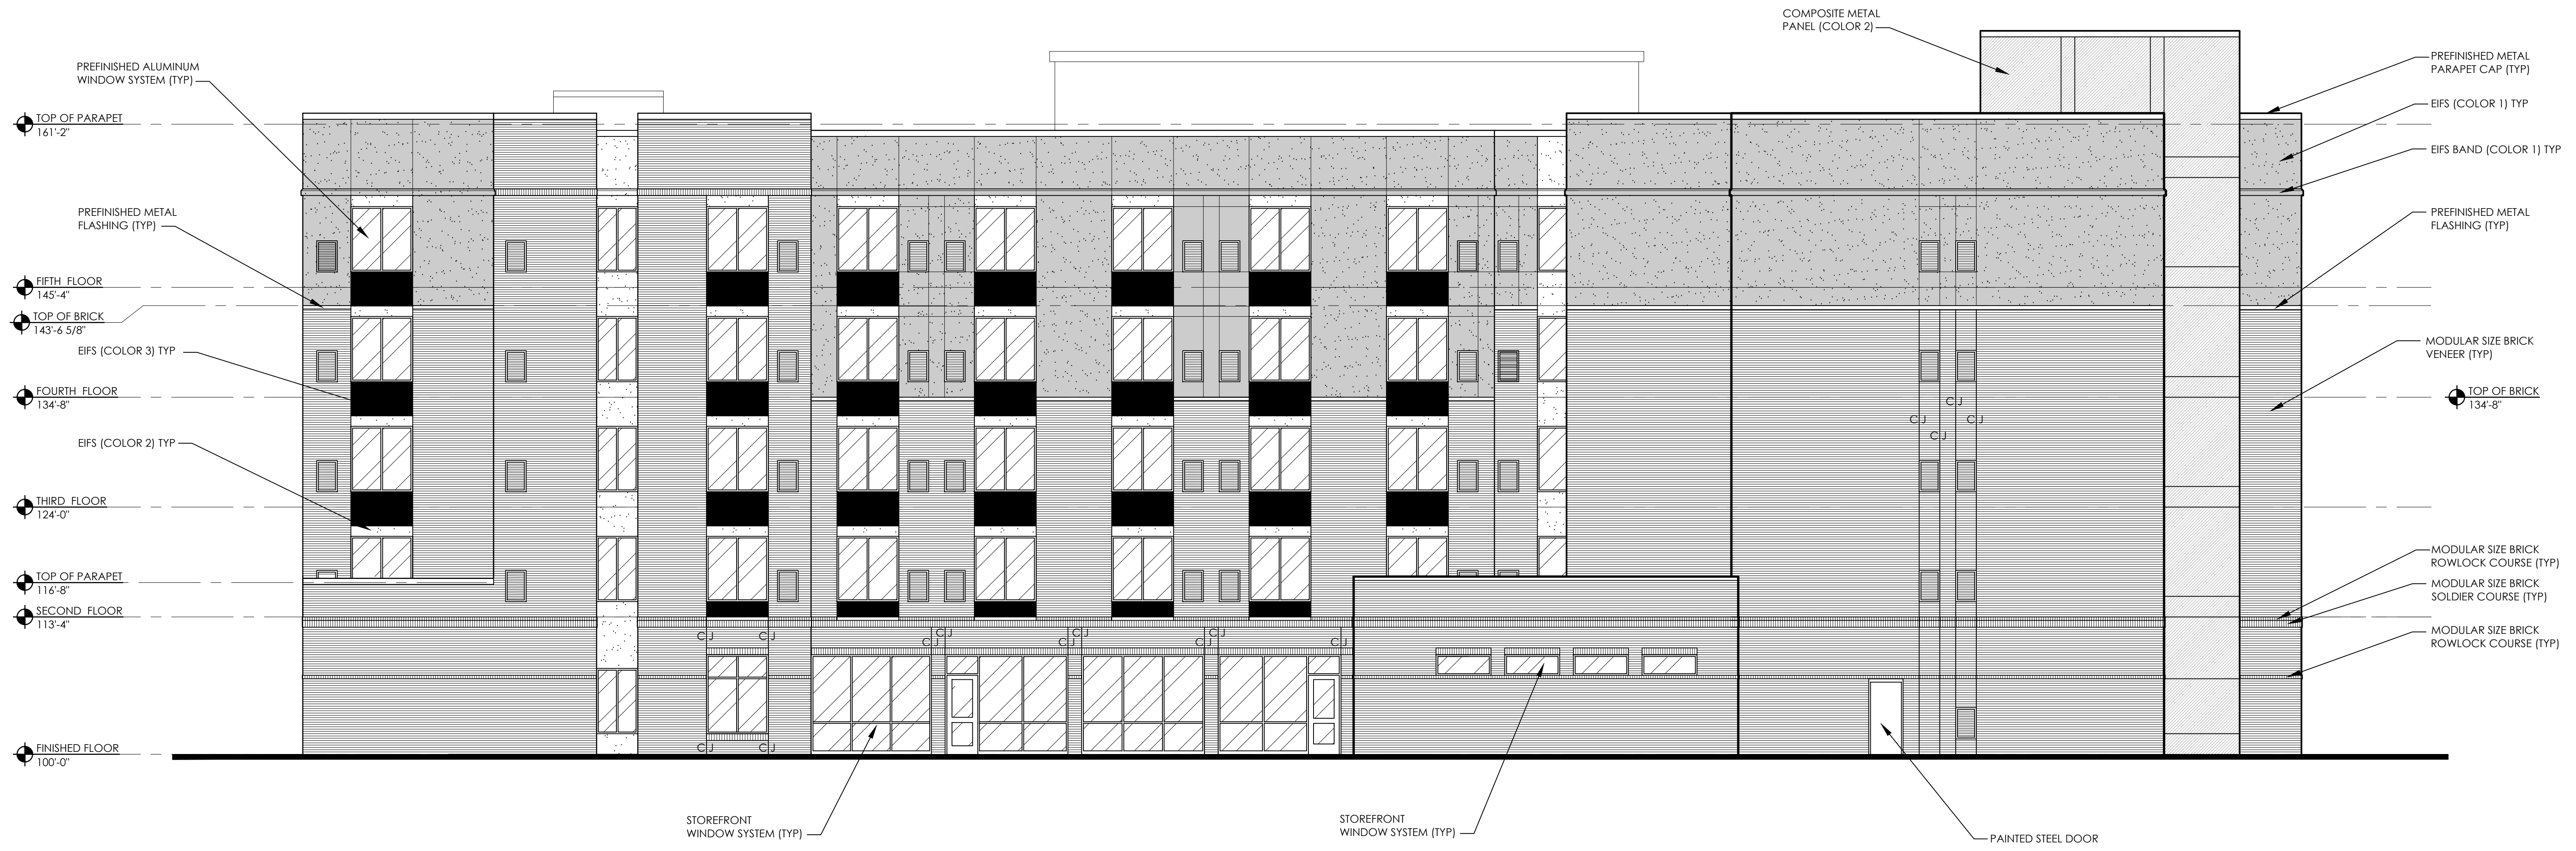 COMPOSITE METAL
PANEL (COLOR 2)
PREFINISHED ALUMINUM
WINDOW SYSTEM (TYP)
PREFINISHED METAL
PARAPET CAP (TYP)
EIFS (COLOR 1) TYP
TOP OF PARAPET
161'-2"
EIFS BAND (COLOR 1) TYP
PREFINISHED METAL
FLASHING (TYP)
PREFINISHED METAL
FLASHING (TYP)
FIFTH FLOOR
145'-4"
TOP OF BRICK
143'-6 5/8"
EIFS (COLOR 3) TYP
MODULAR SIZE BRICK
VENEER (TYP)
FOURTH FLOOR
134'-8"
TOP OF BRICK
134'-8"
CJ
CJ
CJ
CJ
EIFS (COLOR 2) TYP
THIRD FLOOR
124'-0"
MODULAR SIZE BRICK
ROWLOCK COURSE (TYP)
TOP OF PARAPET
116'-8"
MODULAR SIZE BRICK
SOLDIER COURSE (TYP)
SECOND FLOOR
113'-4"
MODULAR SIZE BRICK
ROWLOCK COURSE (TYP)
CJ
CJ
CJ
CJ
CJ
CJ
CJ
CJ
CJ
CJ
CJ
FINISHED FLOOR
100'-0"
STOREFRONT
WINDOW SYSTEM (TYP)
STOREFRONT
WINDOW SYSTEM (TYP)
PAINTED STEEL DOOR